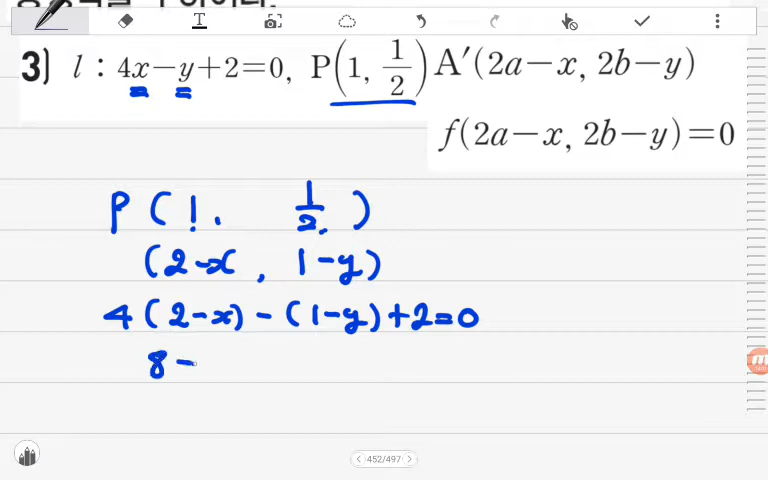 3) l : 4x−y+2=0, P(1, 1/2) A′(2a−x, 2b−y)
f(2a−x, 2b−y)=0
P ( 1, 1/2 )
(2-x, 1-y)
4(2-x)-(1-y)+2=0
8-
452/497